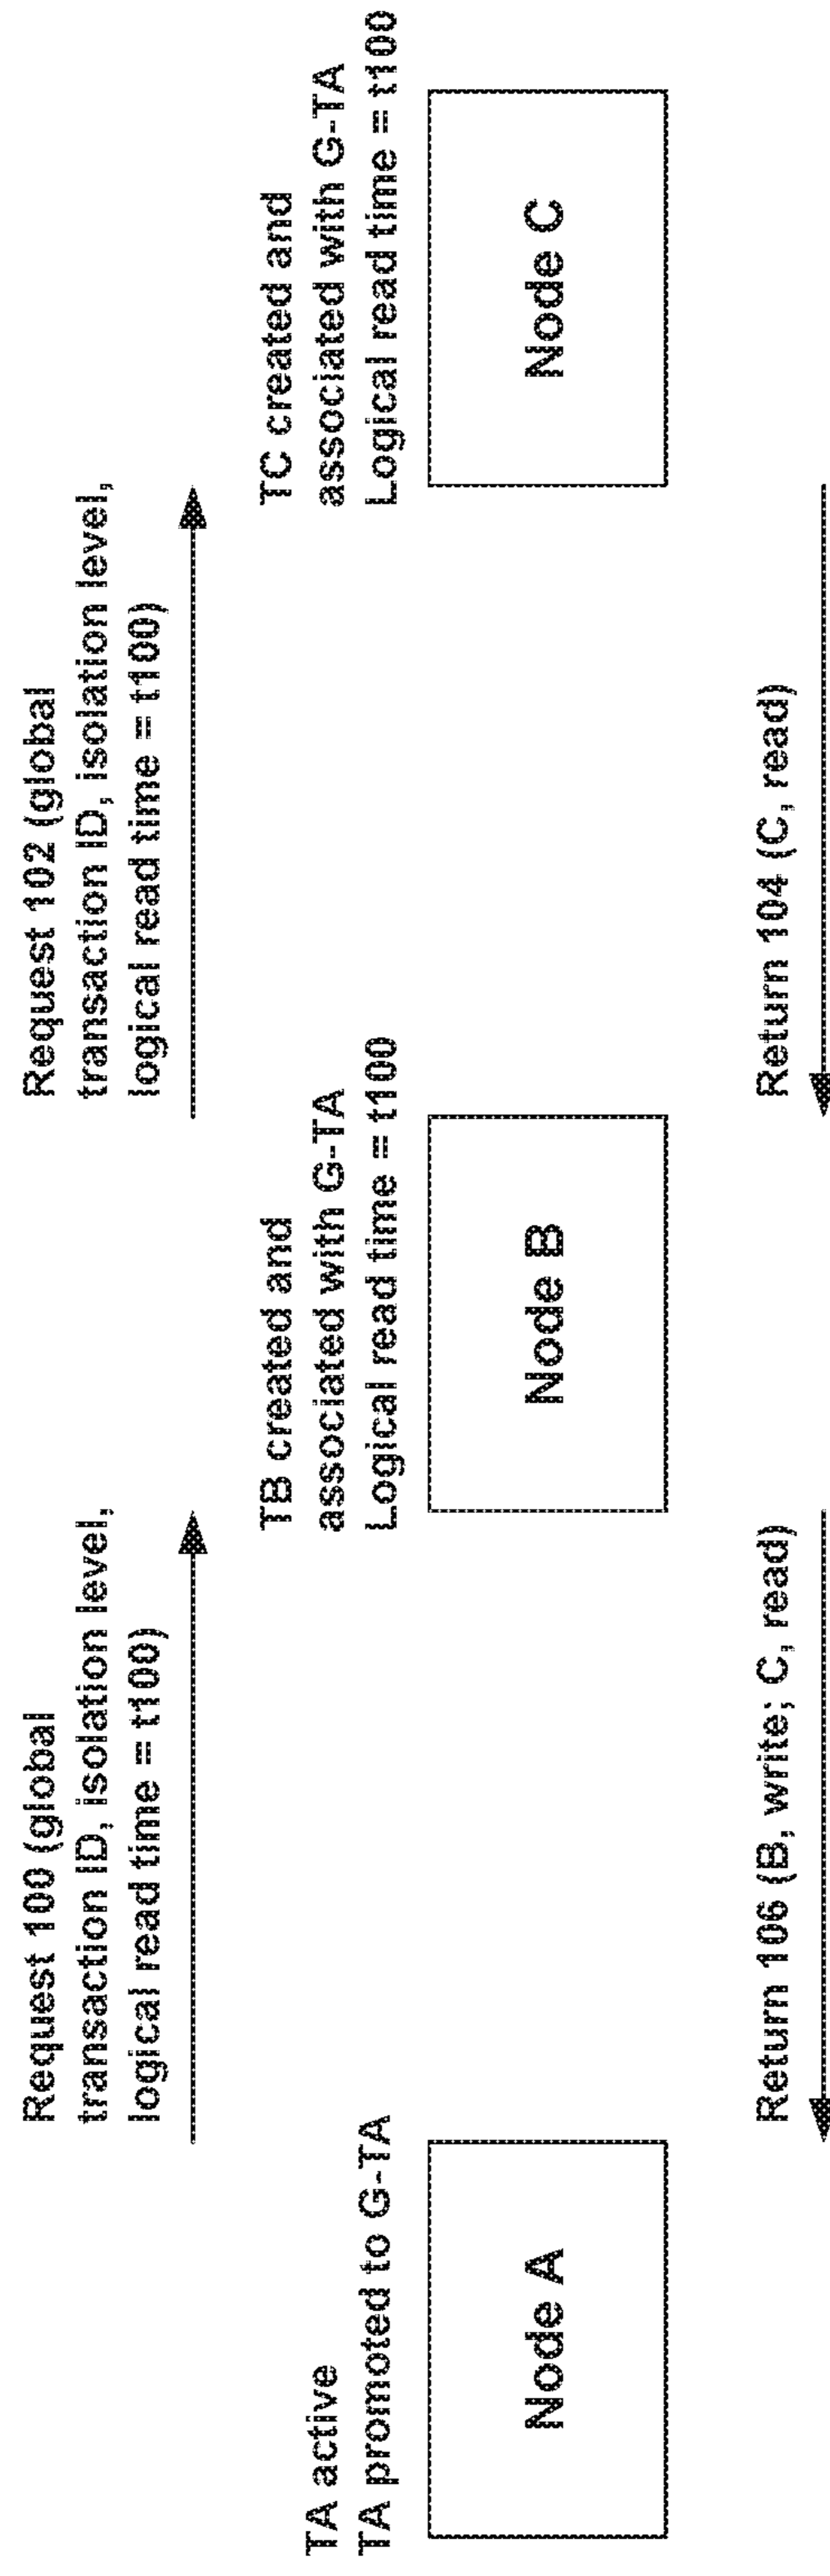 Request 100 (global
transaction ID, isolation level,
logical read time = t100)
Request 102 (global
transaction ID, isolation level,
logical read time = t100)
TA active
TA promoted to G-TA
TB created and
associated with G-TA
Logical read time = t100
TC created and
associated with G-TA
Logical read time = t100
Node A
Node B
Node C
Return 106 (B, write; C, read)
Return 104 (C, read)